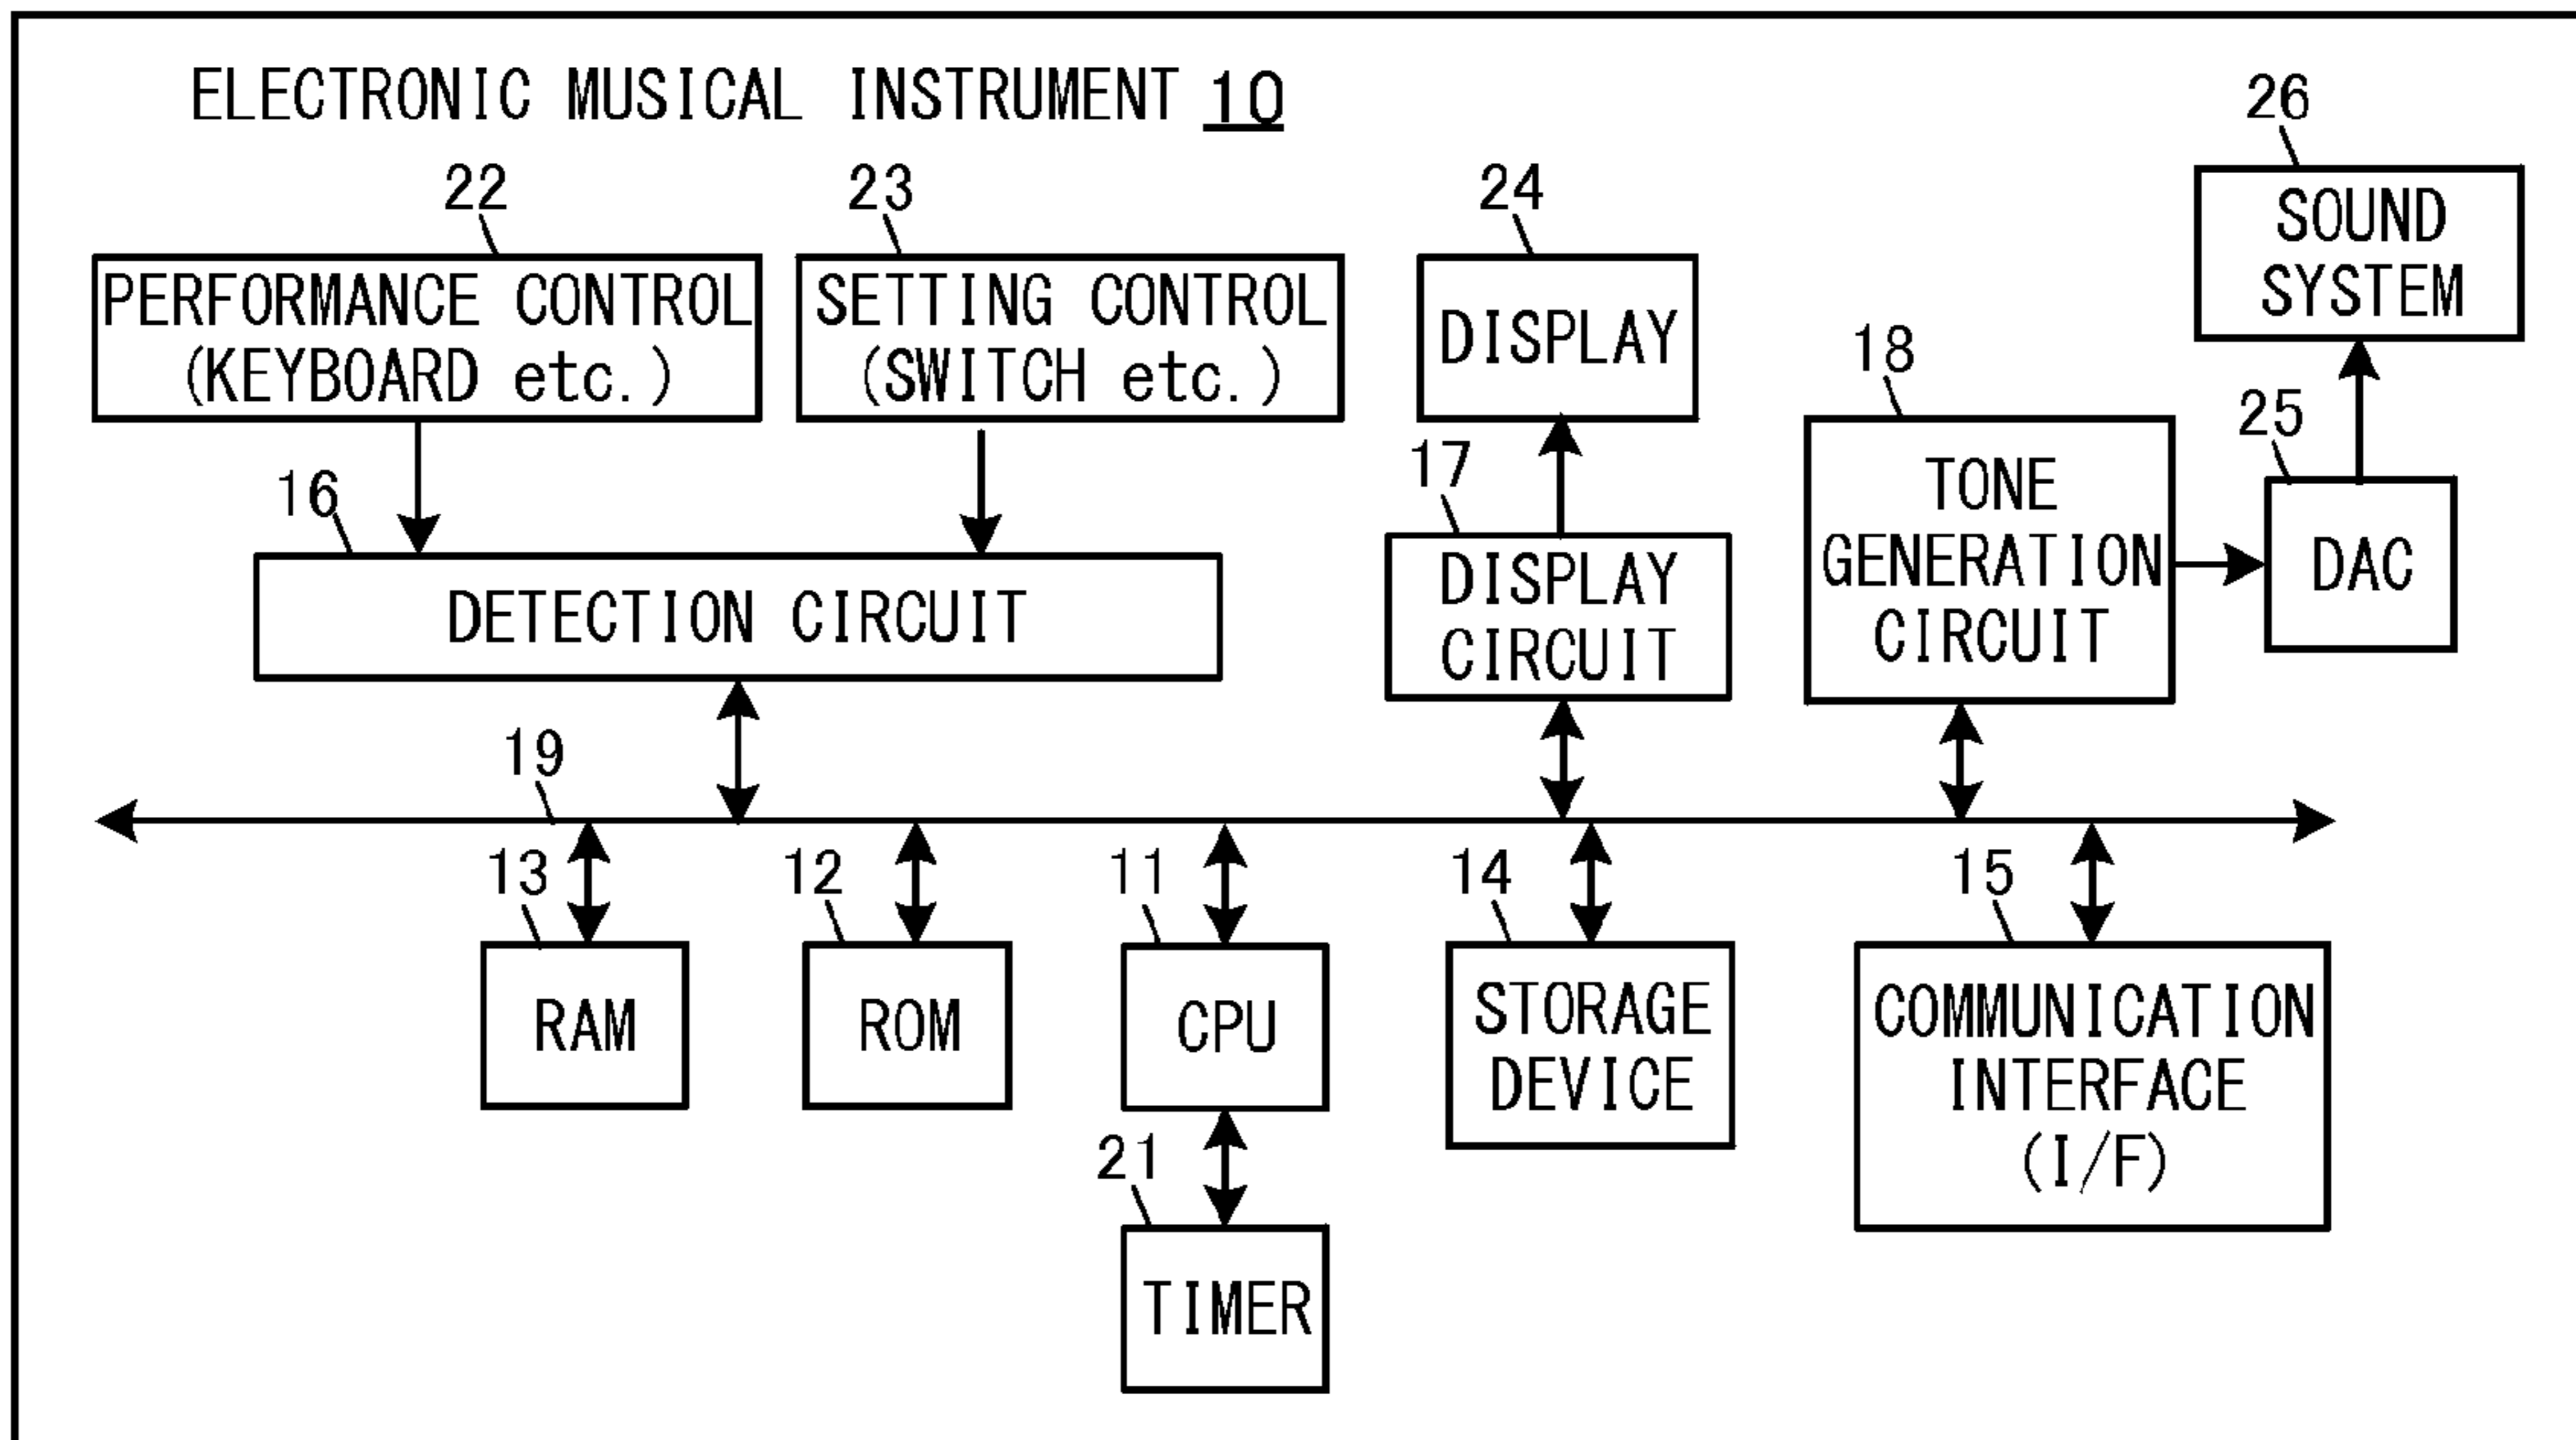 ELECTRONIC MUSICAL INSTRUMENT 10
22
23
24
26
PERFORMANCE CONTROL
(KEYBOARD etc.)
SETTING CONTROL
(SWITCH etc.)
DISPLAY
SOUND
SYSTEM
16
17
18
25
DETECTION CIRCUIT
DISPLAY
CIRCUIT
TONE
GENERATION
CIRCUIT
DAC
19
13
12
11
14
15
RAM
ROM
CPU
STORAGE
DEVICE
COMMUNICATION
INTERFACE
(I/F)
21
TIMER